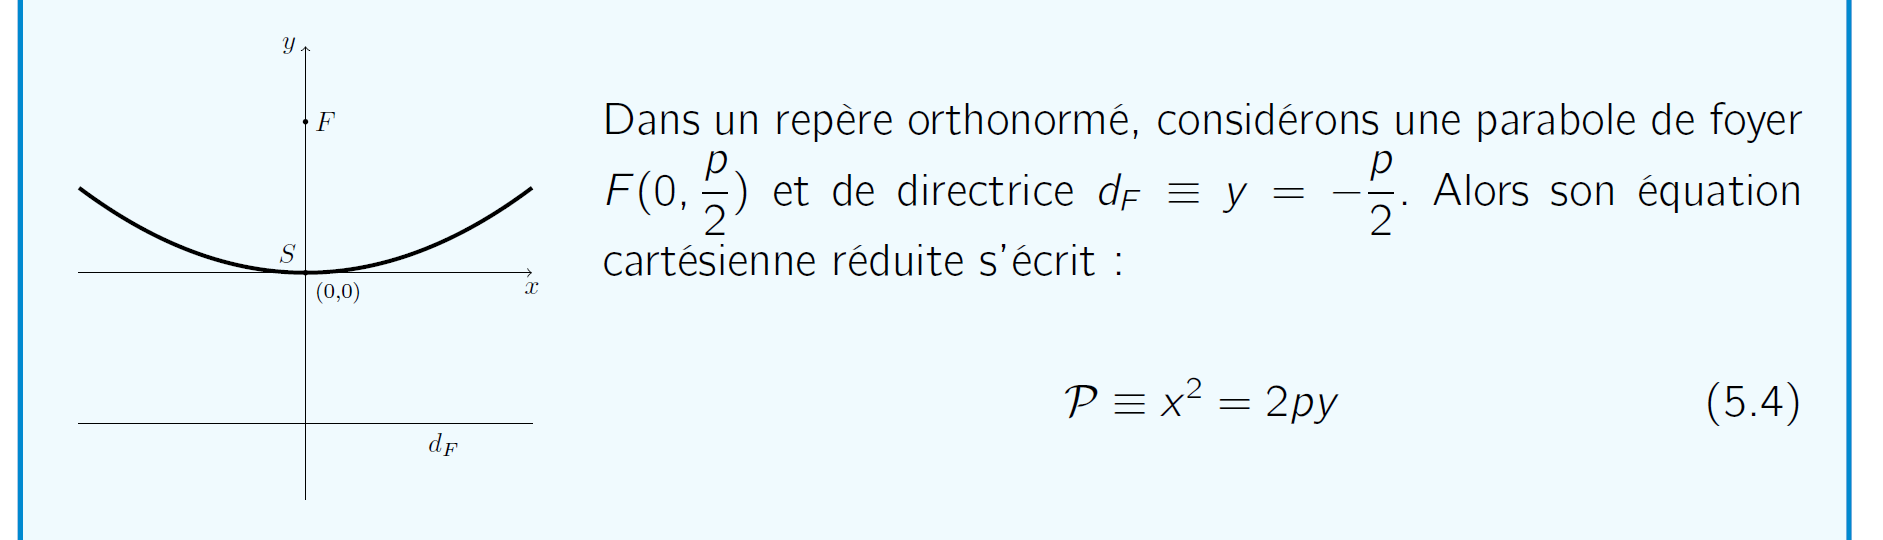 y
F
S
(0,0)
x
d_F
Dans un repère orthonormé, considérons une parabole de foyer
F(0, p/2) et de directrice d_F ≡ y = −p/2. Alors son équation
cartésienne réduite s'écrit :
𝒫 ≡ x² = 2py (5.4)